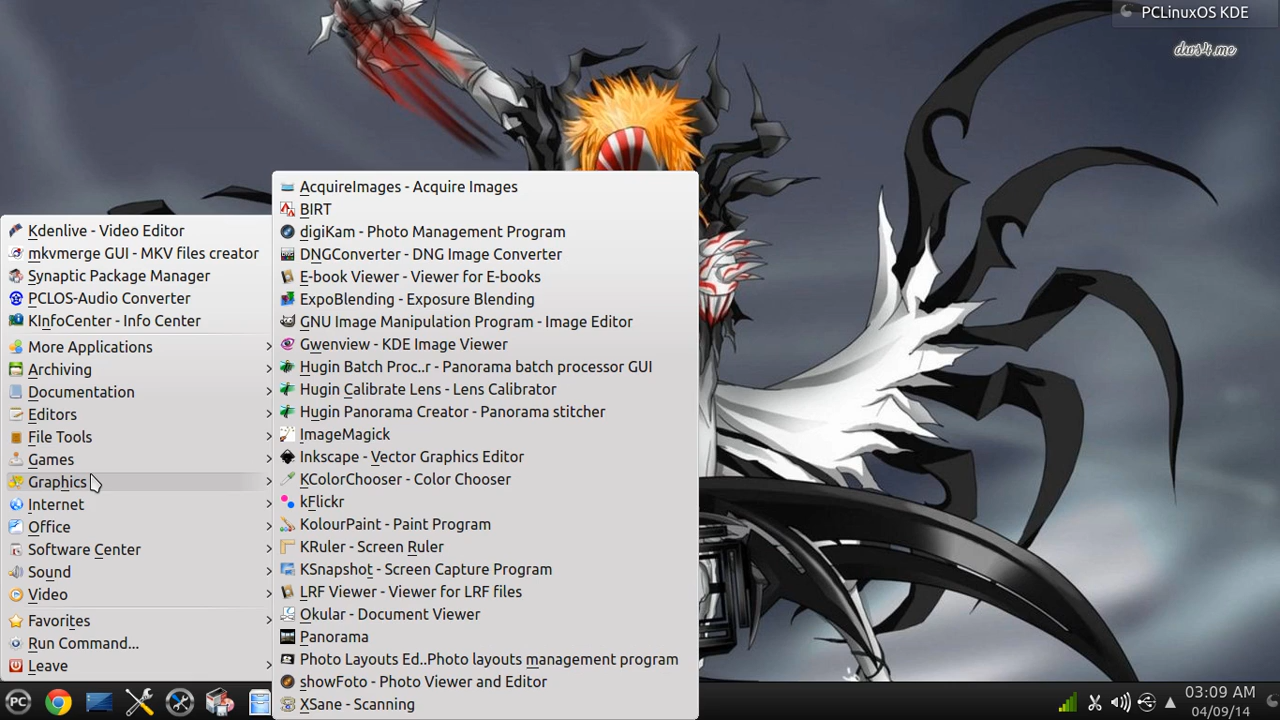 PCLinuxOS KDE
dws4.me
Kdenlive - Video Editor
mkvmerge GUI - MKV files creator
Synaptic Package Manager
PCLOS-Audio Converter
KInfoCenter - Info Center
More Applications
Archiving
Documentation
Editors
File Tools
Games
Graphics
Internet
Office
Software Center
Sound
Video
Favorites
Run Command...
Leave
AcquireImages - Acquire Images
BIRT
digiKam - Photo Management Program
DNGConverter - DNG Image Converter
E-book Viewer - Viewer for E-books
ExpoBlending - Exposure Blending
GNU Image Manipulation Program - Image Editor
Gwenview - KDE Image Viewer
Hugin Batch Proc..r - Panorama batch processor GUI
Hugin Calibrate Lens - Lens Calibrator
Hugin Panorama Creator - Panorama stitcher
ImageMagick
Inkscape - Vector Graphics Editor
KColorChooser - Color Chooser
kFlickr
KolourPaint - Paint Program
KRuler - Screen Ruler
KSnapshot - Screen Capture Program
LRF Viewer - Viewer for LRF files
Okular - Document Viewer
Panorama
Photo Layouts Ed..Photo layouts management program
showFoto - Photo Viewer and Editor
XSane - Scanning
PC
03:09 AM
04/09/14